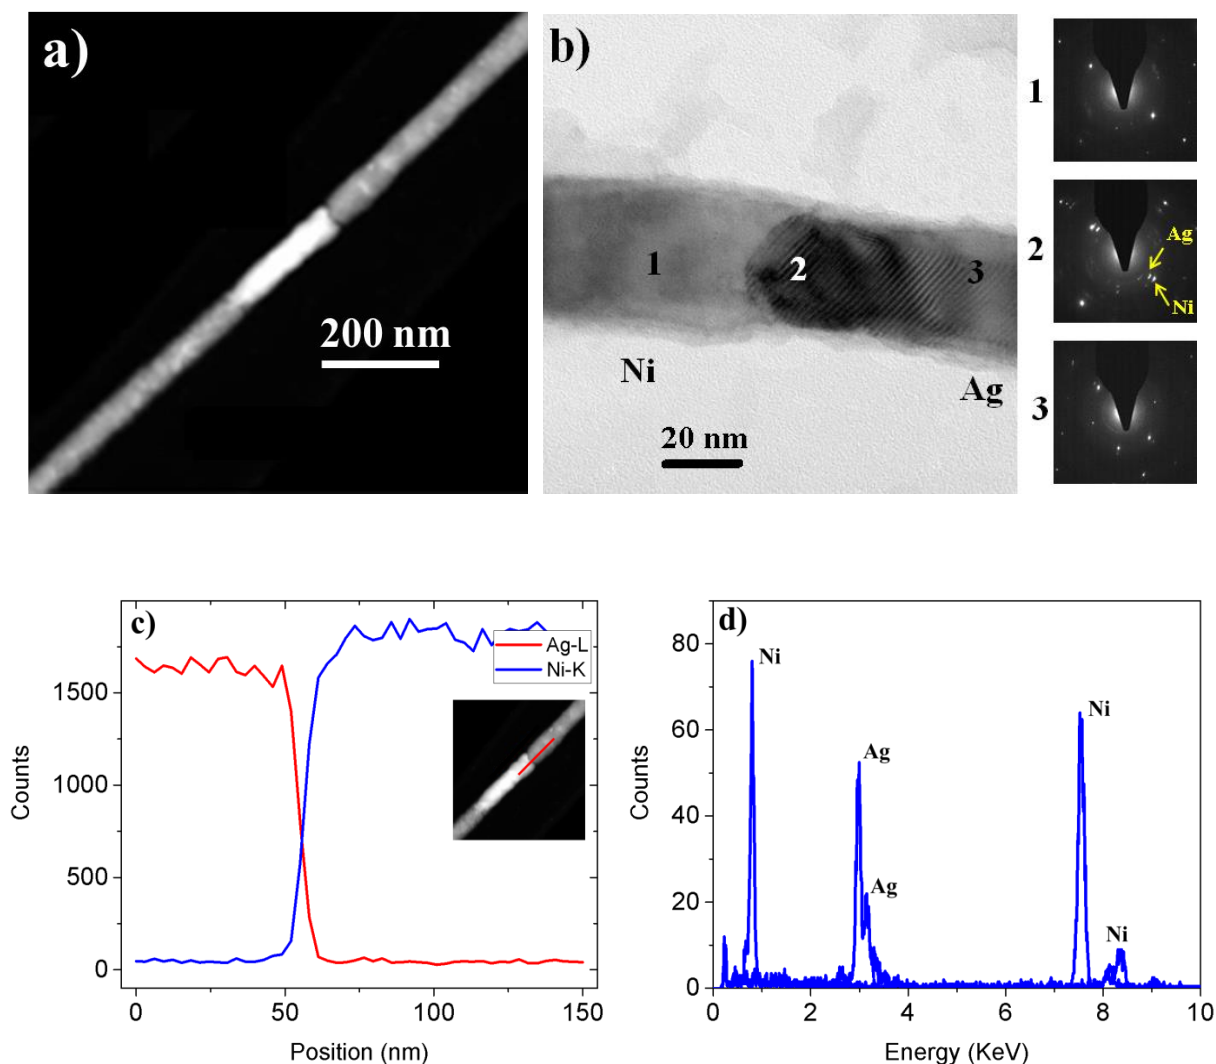 a)
200 nm
b)
1
2
3
Ni
Ag
20 nm
1
2
Ag
Ni
3
c)
Ag-L
Ni-K
1500
1000
500
0
0
50
100
150
Counts
Position (nm)
d)
Ni
Ag
Ag
Ni
Ni
80
60
40
20
0
0
2
4
6
8
10
Counts
Energy (KeV)